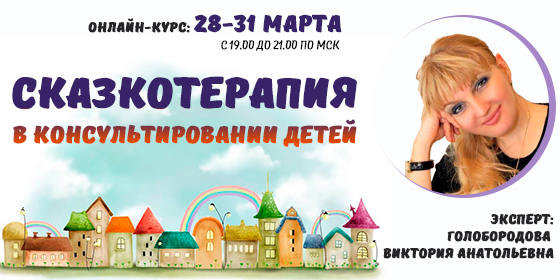 ОНЛАЙН-КУРС: 28-31 МАРТА
С 19.00 ДО 21.00 ПО МСК
СКАЗКОТЕРАПИЯ
В КОНСУЛЬТИРОВАНИИ ДЕТЕЙ
ЭКСПЕРТ:
ГОЛОБОРОДОВА
ВИКТОРИЯ АНАТОЛЬЕВНА